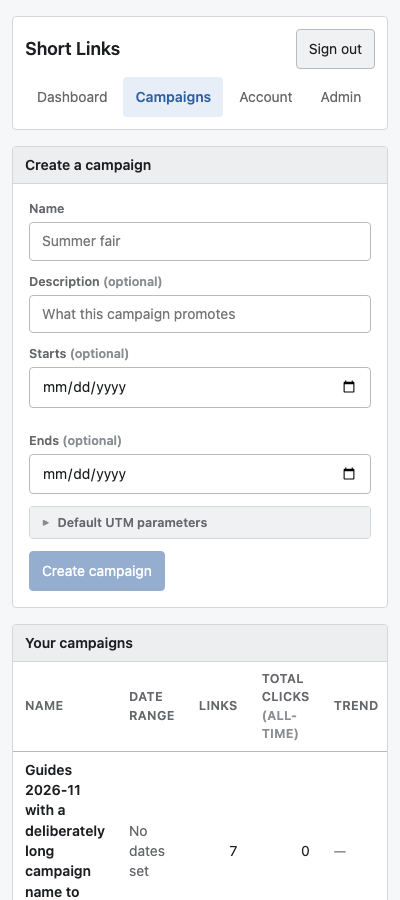 Short Links
Sign out
Dashboard
Campaigns
Account
Admin
Create a campaign
Name
Summer fair
Description (optional)
What this campaign promotes
Starts (optional)
mm/dd/yyyy
Ends (optional)
mm/dd/yyyy
Default UTM parameters
Create campaign
Your campaigns
NAME
DATE
RANGE
LINKS
TOTAL
CLICKS
(ALL-
TIME)
TREND
Guides
2026-11
with a
deliberately
long
campaign
name to
No
dates
set
7
0
—